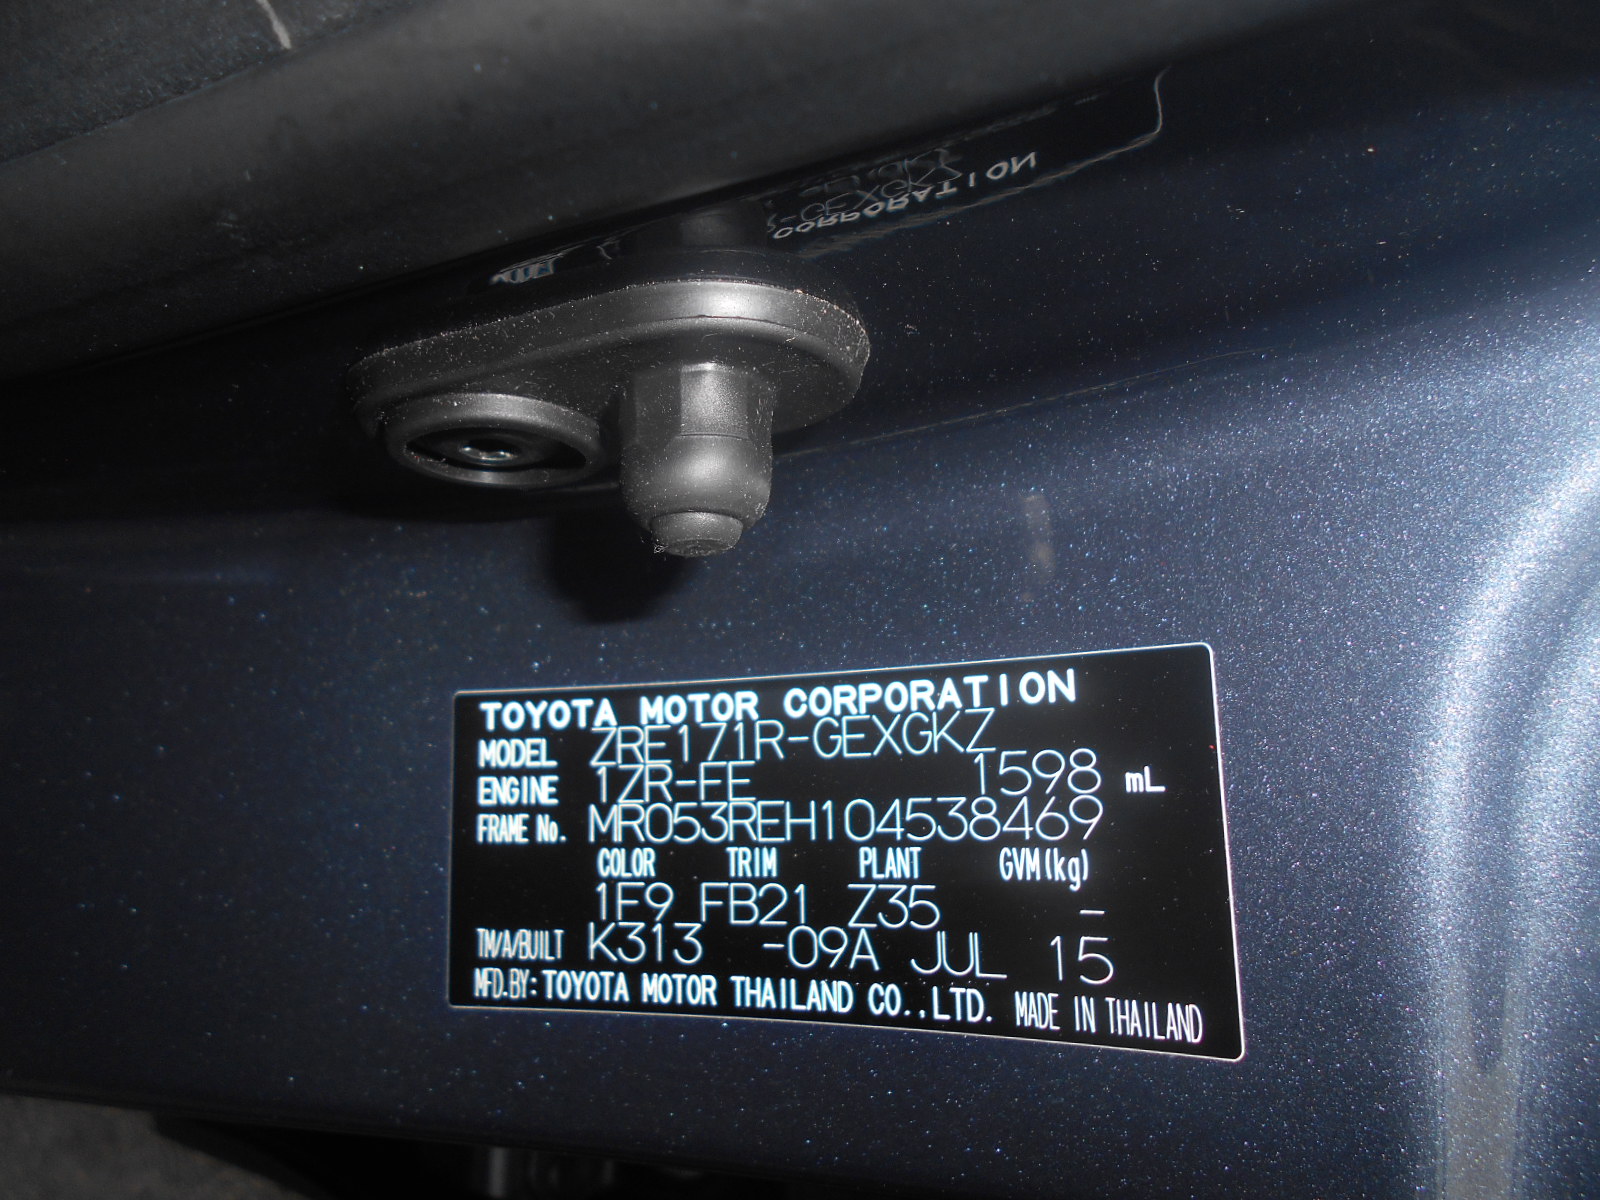 TOYOTA MOTOR CORPORATION
MODEL ZRE171R-GEXGKZ
ENGINE 1ZR-FE 1598 mL
FRAME No. MR053REH104538469
COLOR TRIM PLANT GVM(kg)
1F9 FB21 Z35 –
TM/A/BUILT K313 -09A JUL 15
MFD.BY: TOYOTA MOTOR THAILAND CO.,LTD. MADE IN THAILAND